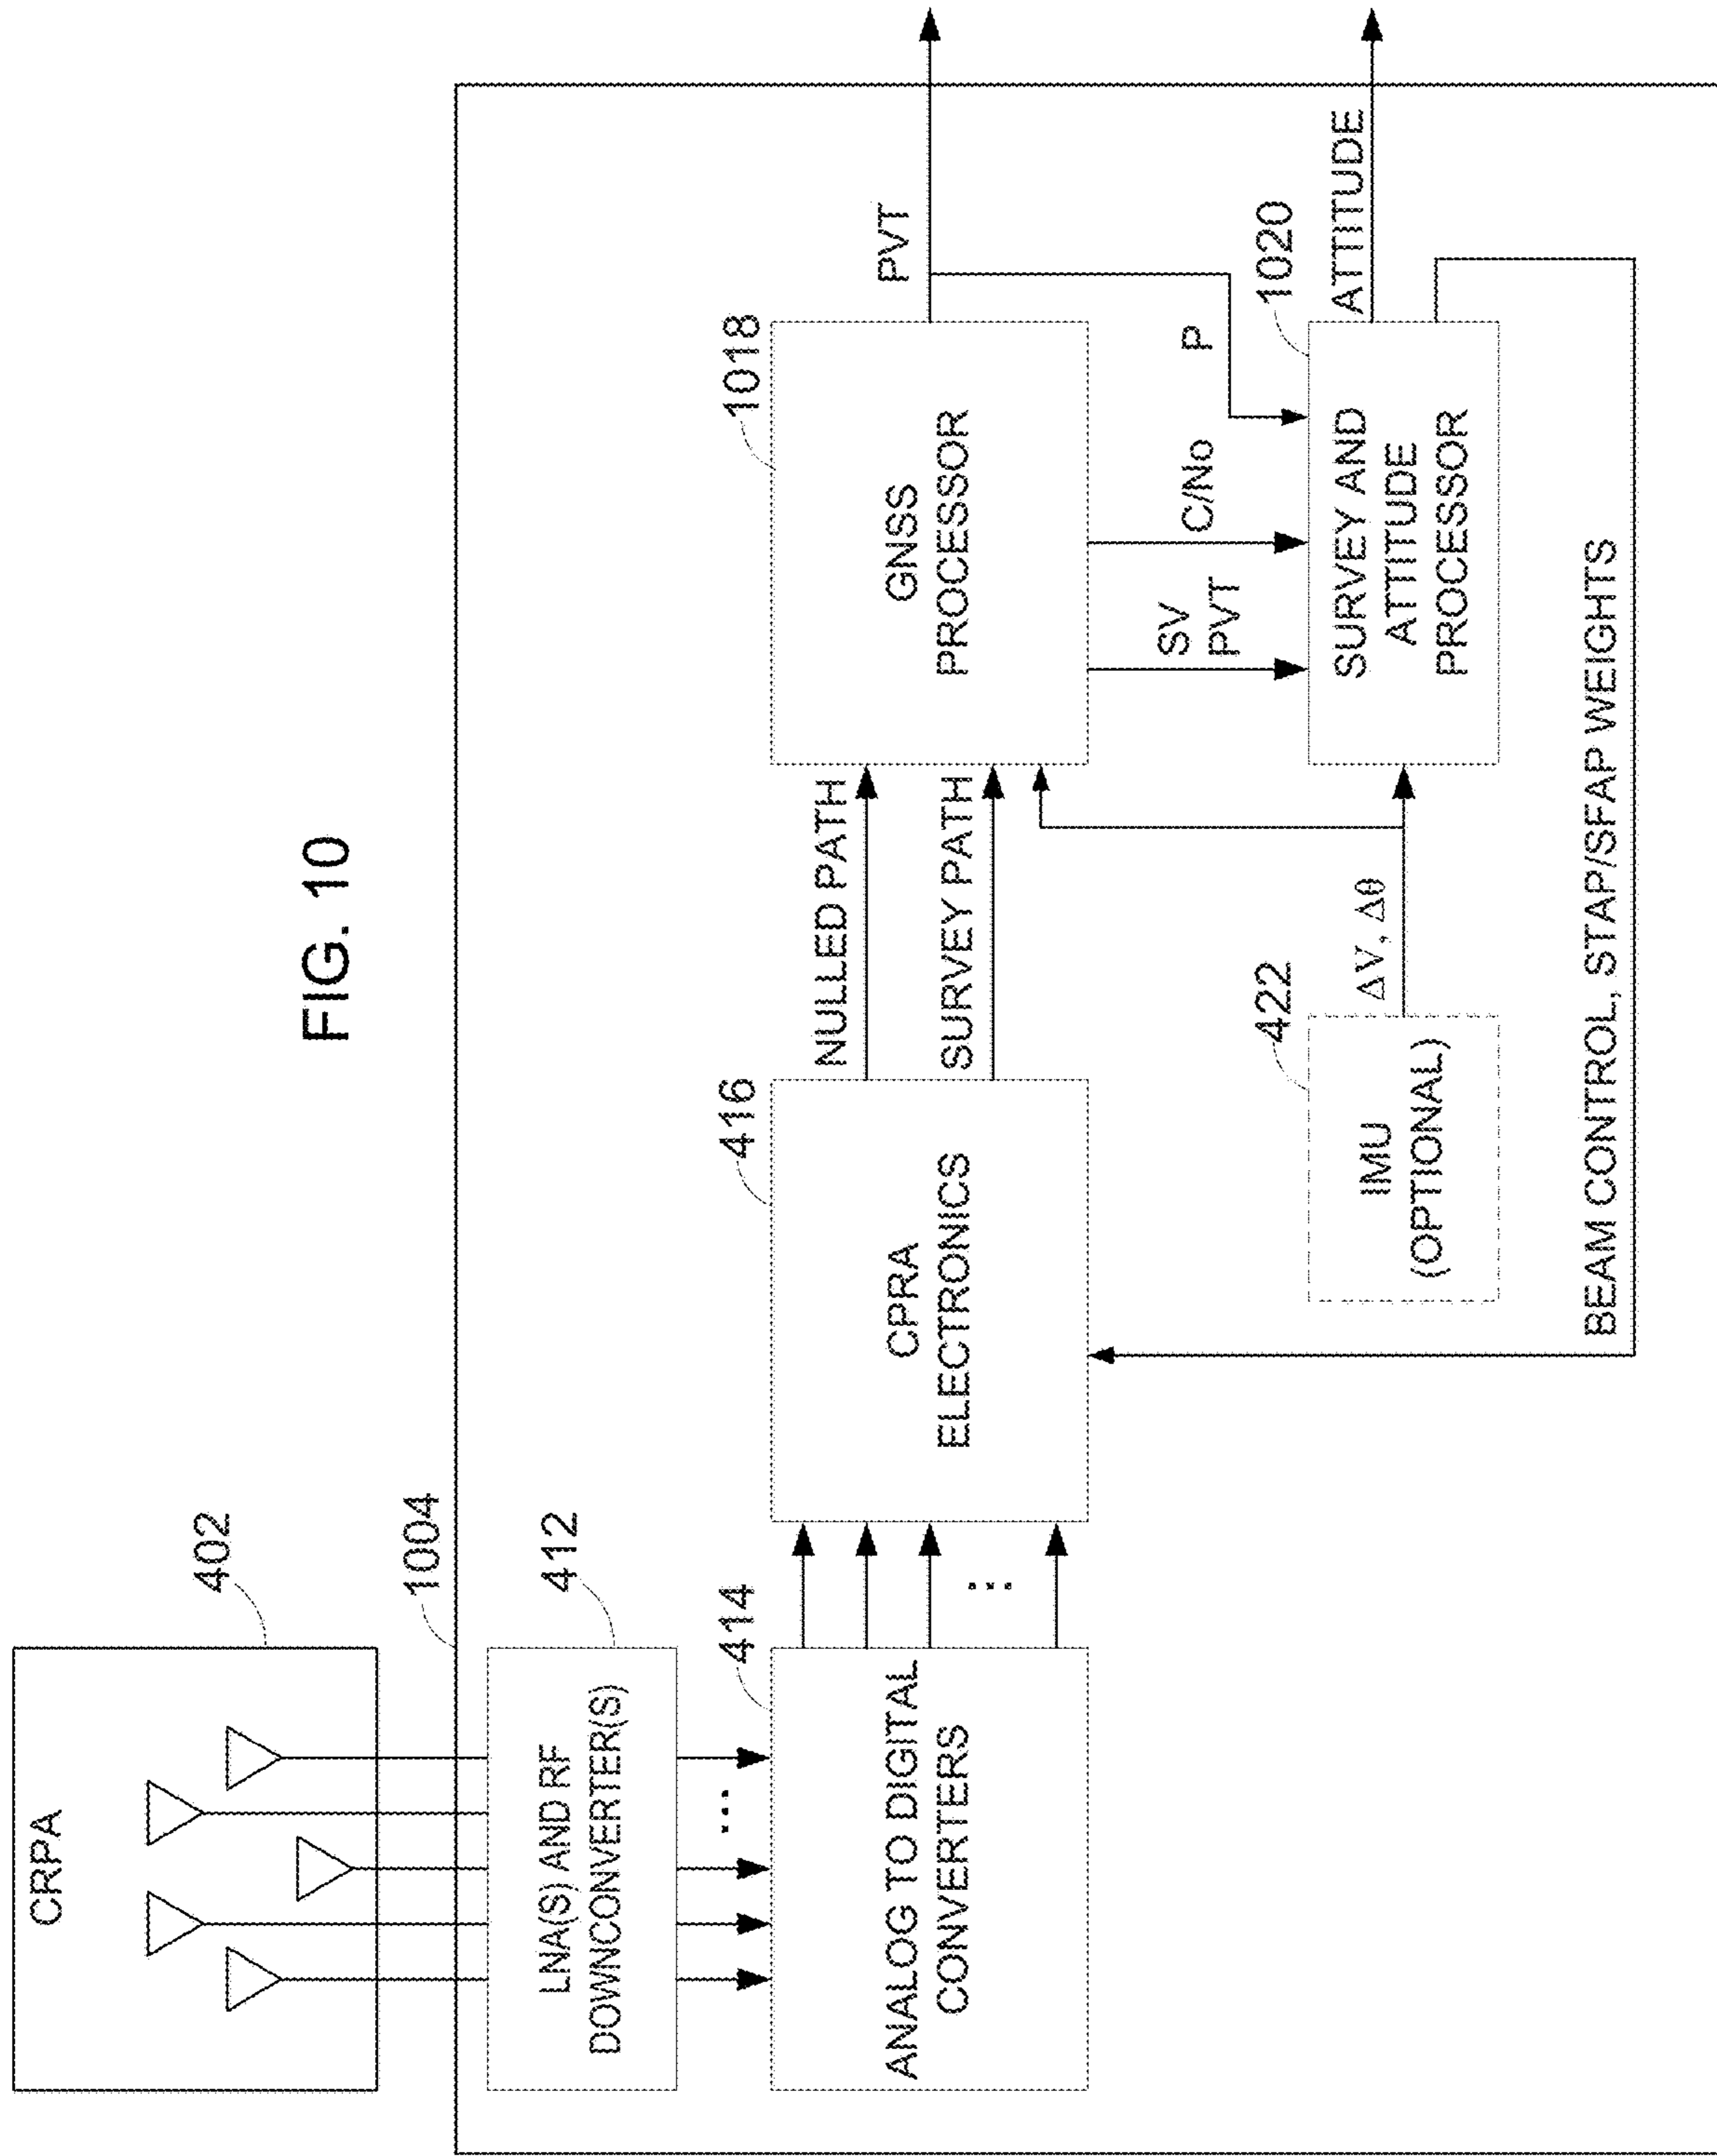 FIG. 10
CRPA
402
1004
LNA(S) AND RF
DOWNCONVERTER(S)
412
...
414
ANALOG TO DIGITAL
CONVERTERS
...
416
CPRA
ELECTRONICS
NULLED PATH
SURVEY PATH
1018
GNSS
PROCESSOR
PVT
P
C/No
SV
PVT
422
IMU
(OPTIONAL)
ΔV, Δθ
1020
SURVEY AND
ATTITUDE
PROCESSOR
ATTITUDE
BEAM CONTROL, STAP/SFAP WEIGHTS